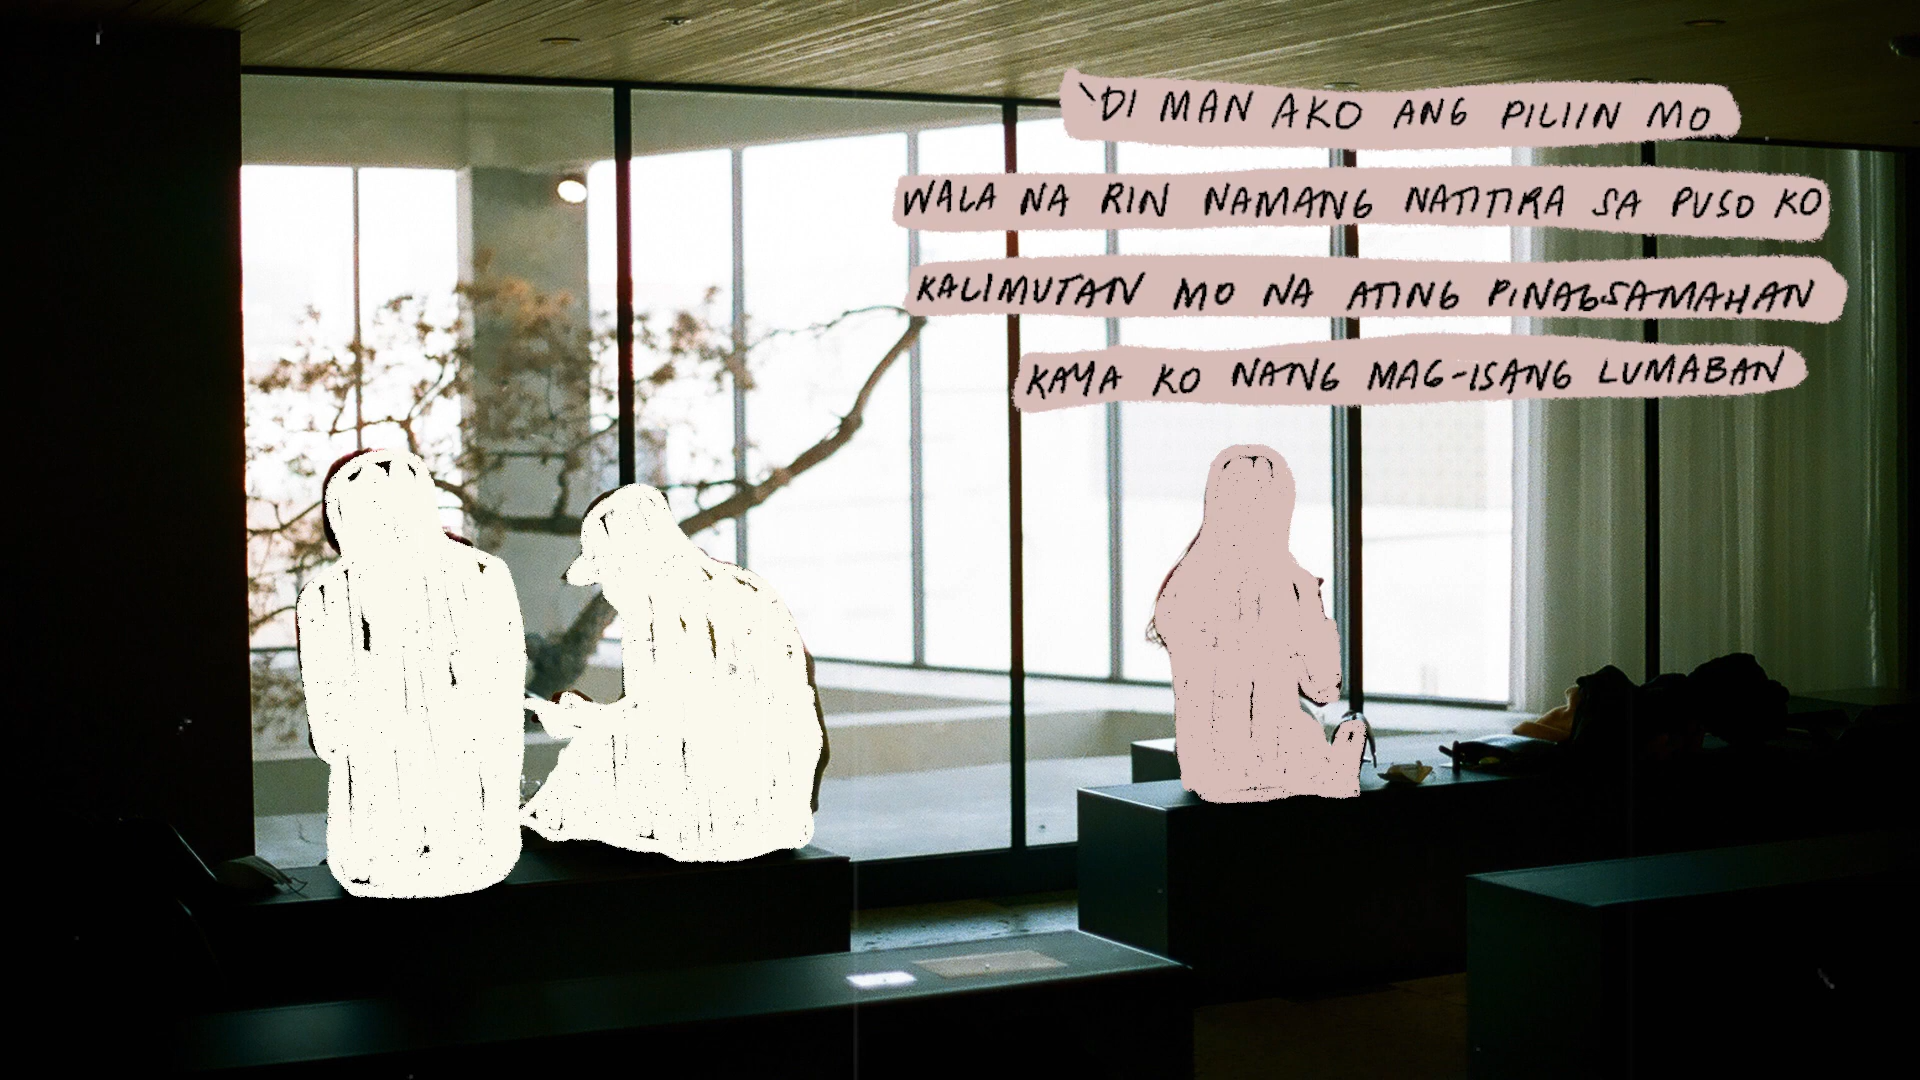 `DI MAN AKO ANG PILIIN MO
WALA NA RIN NAMANG NATITIRA SA PUSO KO
KALIMUTAN MO NA ATING PINAGSAMAHAN
KAYA KO NANG MAG-ISANG LUMABAN